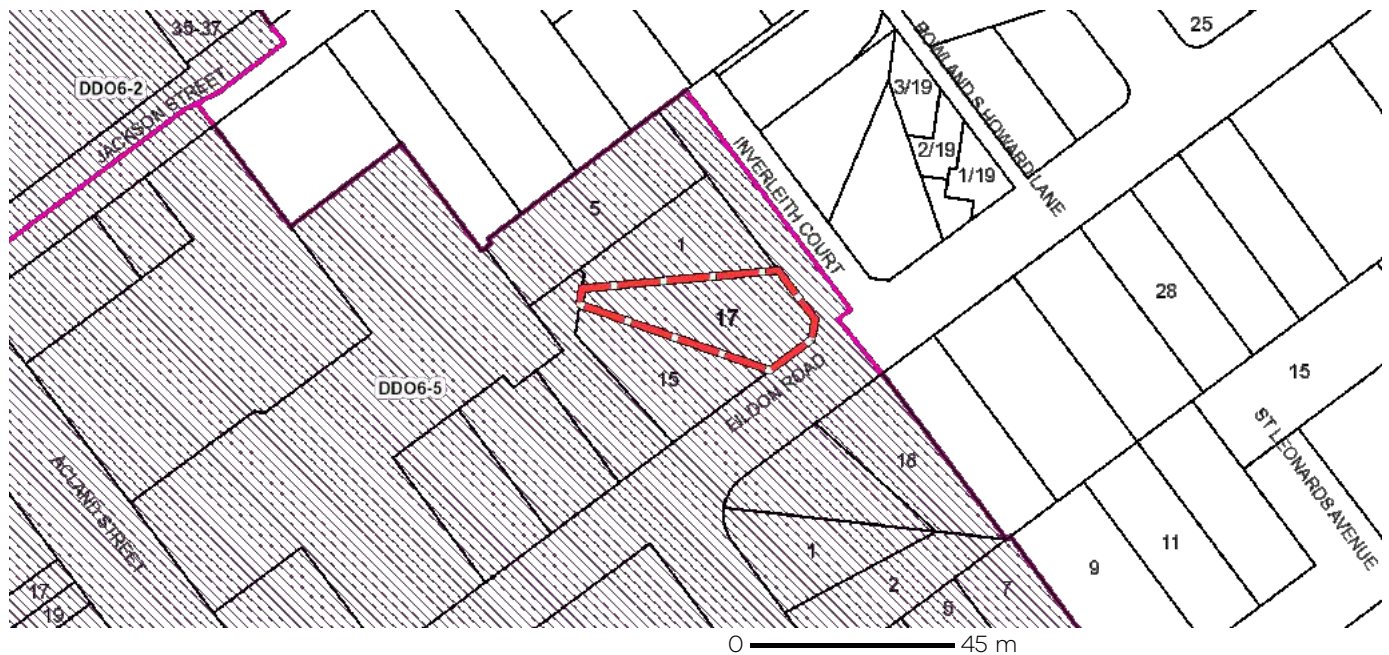 35-37
25
DDO6-2
JACKSON STREET
ROWLAND S HOWARD LANE
3/19
2/19
1/19
INVERLEITH COURT
5
1
28
17
15
15
EILDON ROAD
DDO6-5
ST LEONARDS AVENUE
16
ACLAND STREET
1
11
9
2
7
17
19
0 45 m